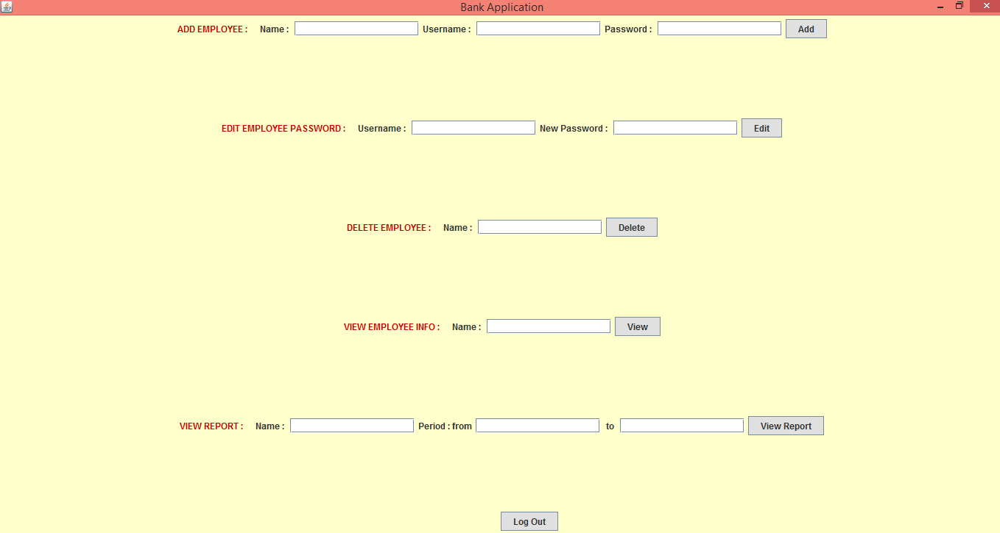 Bank Application
ADD EMPLOYEE : Name : Username : Password : Add
EDIT EMPLOYEE PASSWORD : Username : New Password : Edit
DELETE EMPLOYEE : Name : Delete
VIEW EMPLOYEE INFO : Name : View
VIEW REPORT : Name : Period : from to View Report
Log Out